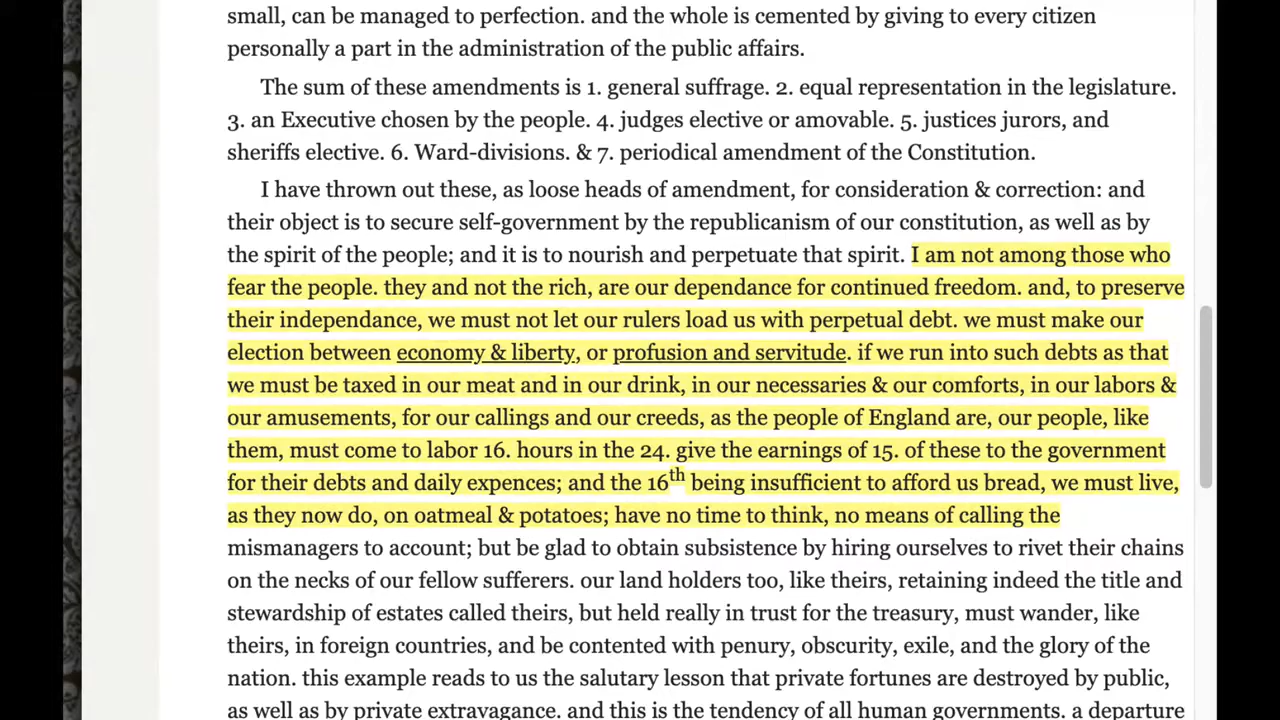 small, can be managed to perfection. and the whole is cemented by giving to every citizen
personally a part in the administration of the public affairs.
The sum of these amendments is 1. general suffrage. 2. equal representation in the legislature.
3. an Executive chosen by the people. 4. judges elective or amovable. 5. justices jurors, and
sheriffs elective. 6. Ward-divisions. & 7. periodical amendment of the Constitution.
I have thrown out these, as loose heads of amendment, for consideration & correction: and
their object is to secure self-government by the republicanism of our constitution, as well as by
the spirit of the people; and it is to nourish and perpetuate that spirit. I am not among those who
fear the people. they and not the rich, are our dependance for continued freedom. and, to preserve
their independance, we must not let our rulers load us with perpetual debt. we must make our
election between economy & liberty, or profusion and servitude. if we run into such debts as that
we must be taxed in our meat and in our drink, in our necessaries & our comforts, in our labors &
our amusements, for our callings and our creeds, as the people of England are, our people, like
them, must come to labor 16. hours in the 24. give the earnings of 15. of these to the government
for their debts and daily expences; and the 16th being insufficient to afford us bread, we must live,
as they now do, on oatmeal & potatoes; have no time to think, no means of calling the
mismanagers to account; but be glad to obtain subsistence by hiring ourselves to rivet their chains
on the necks of our fellow sufferers. our land holders too, like theirs, retaining indeed the title and
stewardship of estates called theirs, but held really in trust for the treasury, must wander, like
theirs, in foreign countries, and be contented with penury, obscurity, exile, and the glory of the
nation. this example reads to us the salutary lesson that private fortunes are destroyed by public,
as well as by private extravagance. and this is the tendency of all human governments. a departure